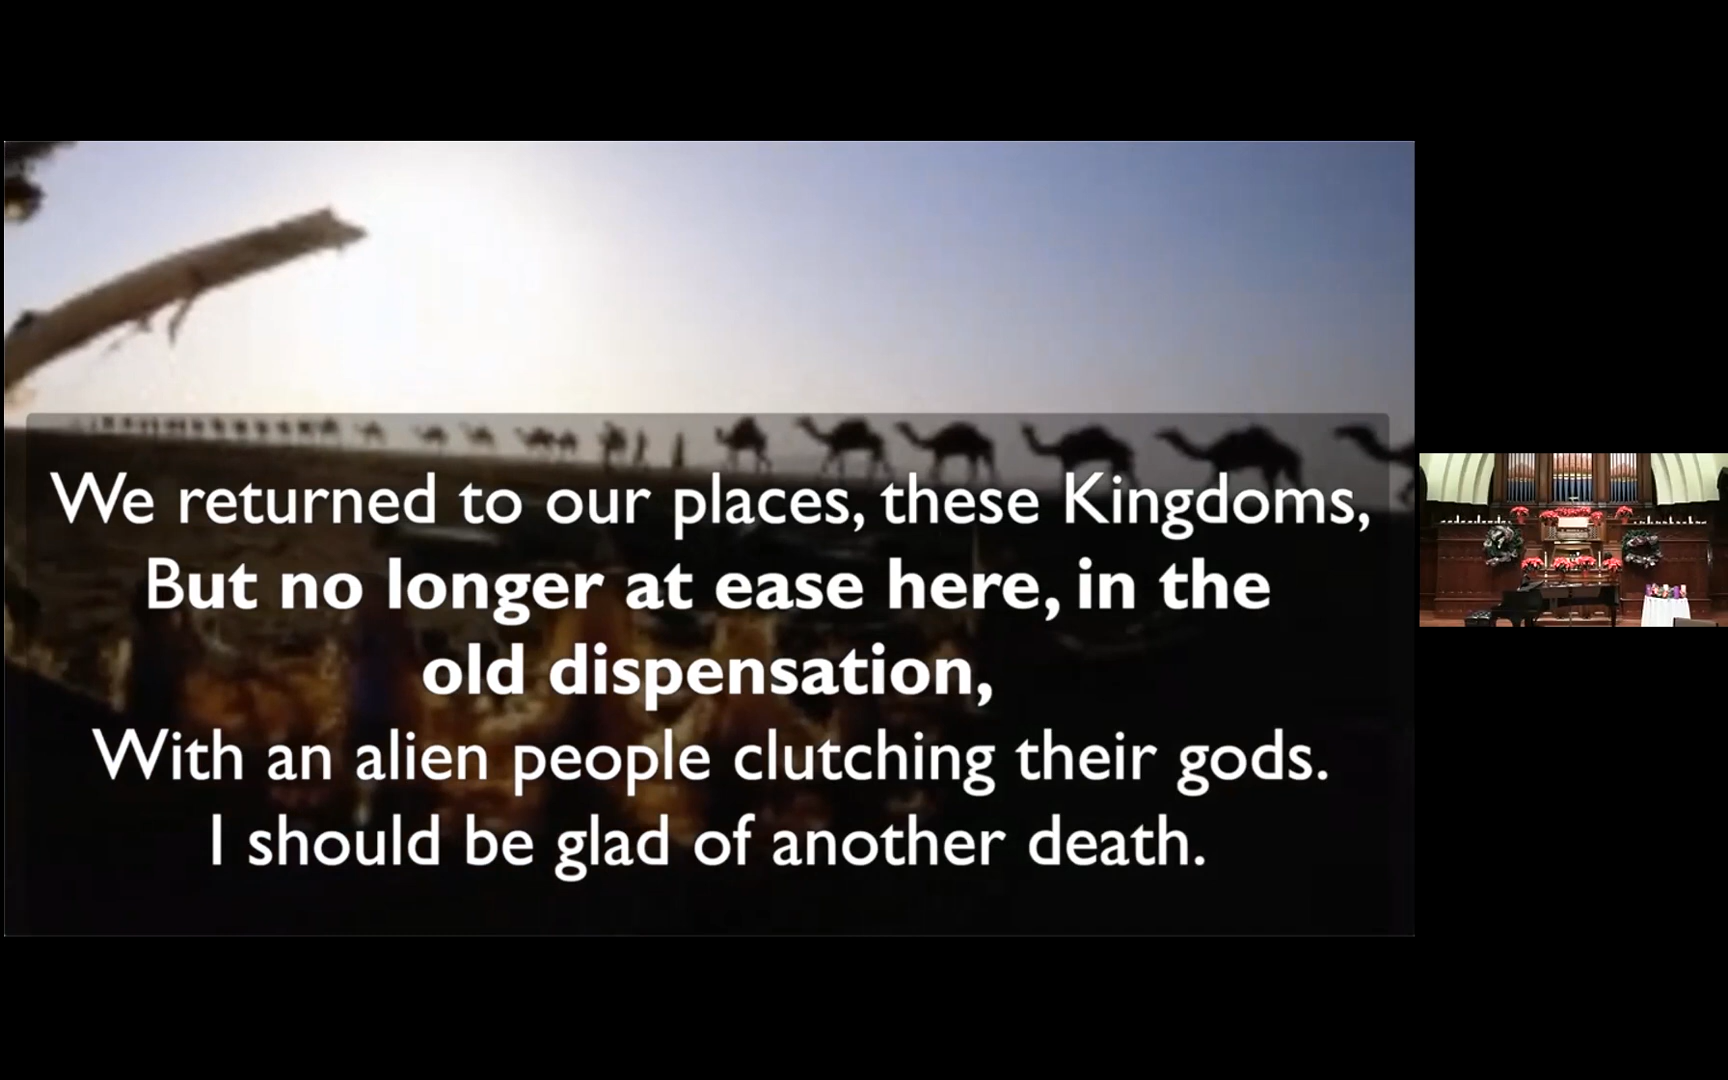 We returned to our places, these Kingdoms,
But no longer at ease here, in the
old dispensation,
With an alien people clutching their gods.
I should be glad of another death.